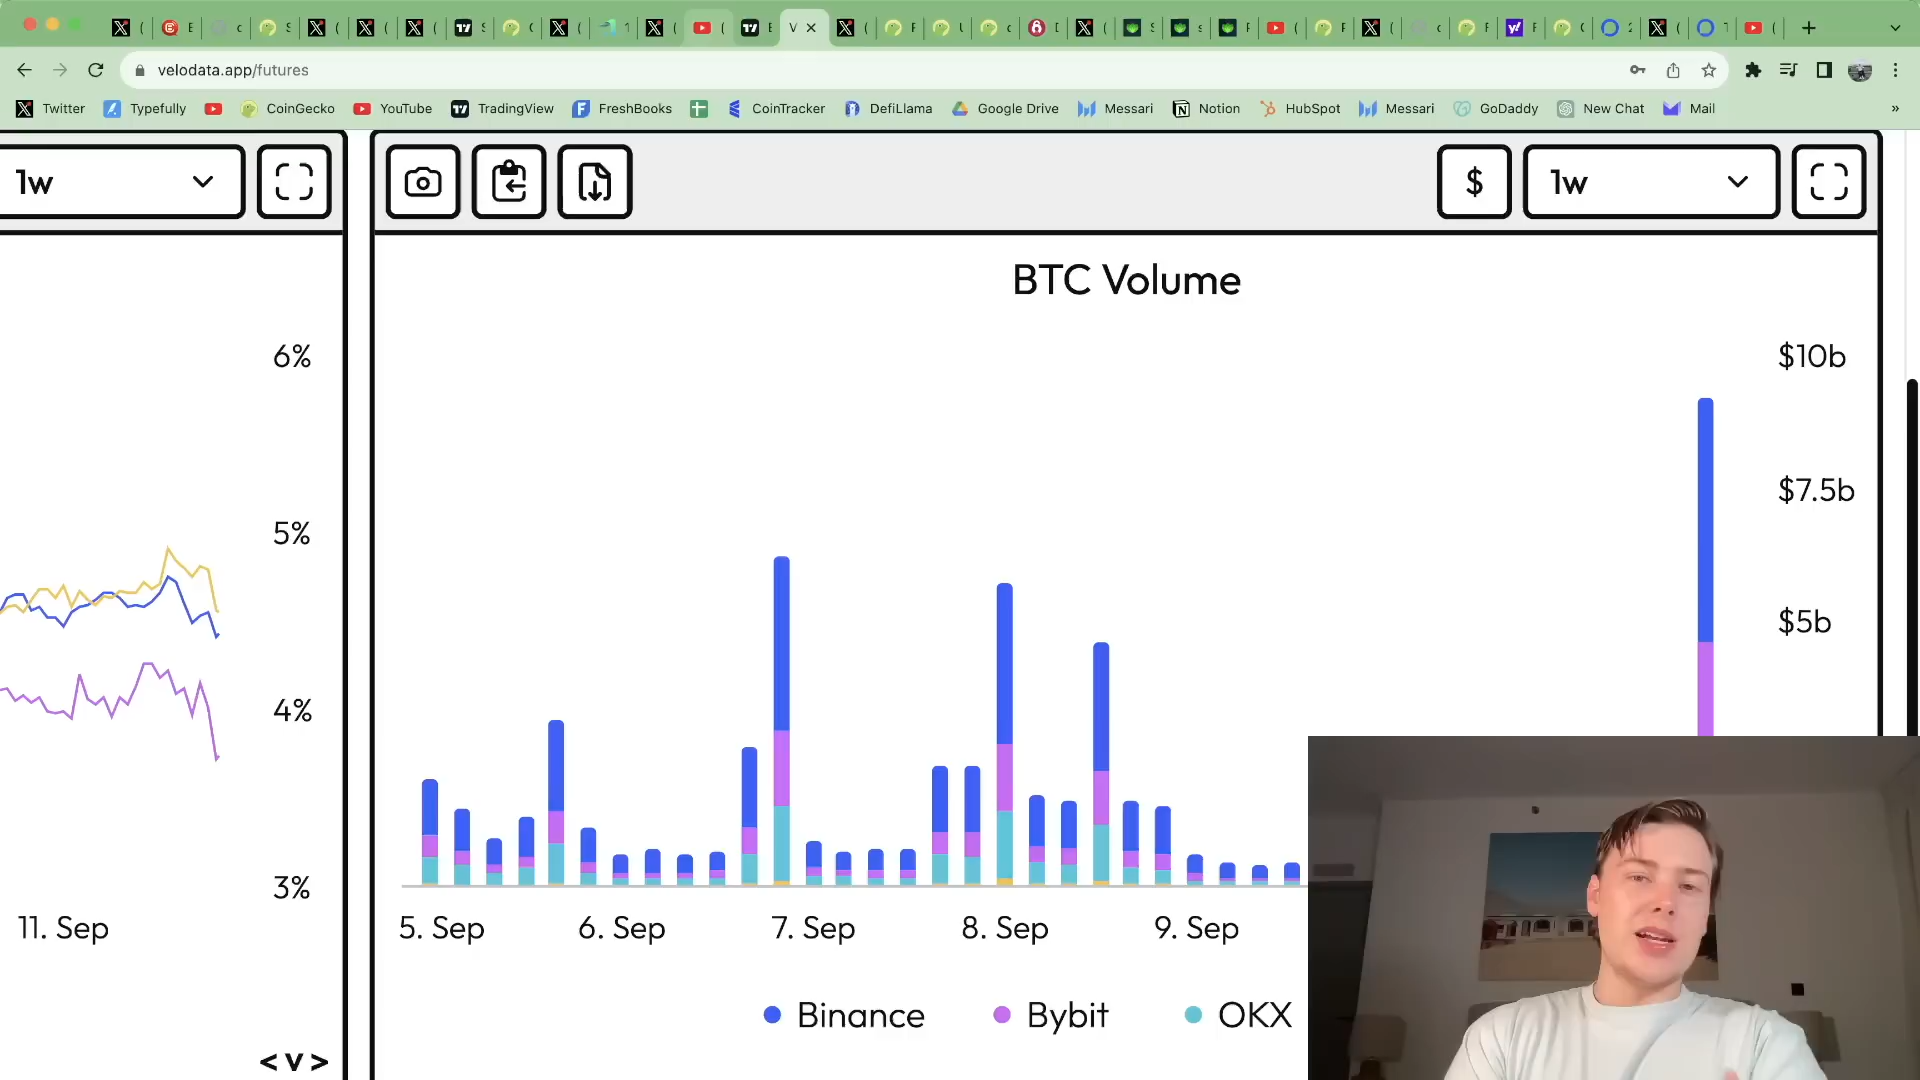 velodata.app/futures
Twitter Typefully CoinGecko YouTube TradingView FreshBooks CoinTracker DefiLlama Google Drive Messari Notion HubSpot Messari GoDaddy New Chat Mail »
1w
$ 1w
BTC Volume
6%
5%
4%
3%
11. Sep
< v >
$10b
$7.5b
$5b
5. Sep 6. Sep 7. Sep 8. Sep 9. Sep
Binance Bybit OKX